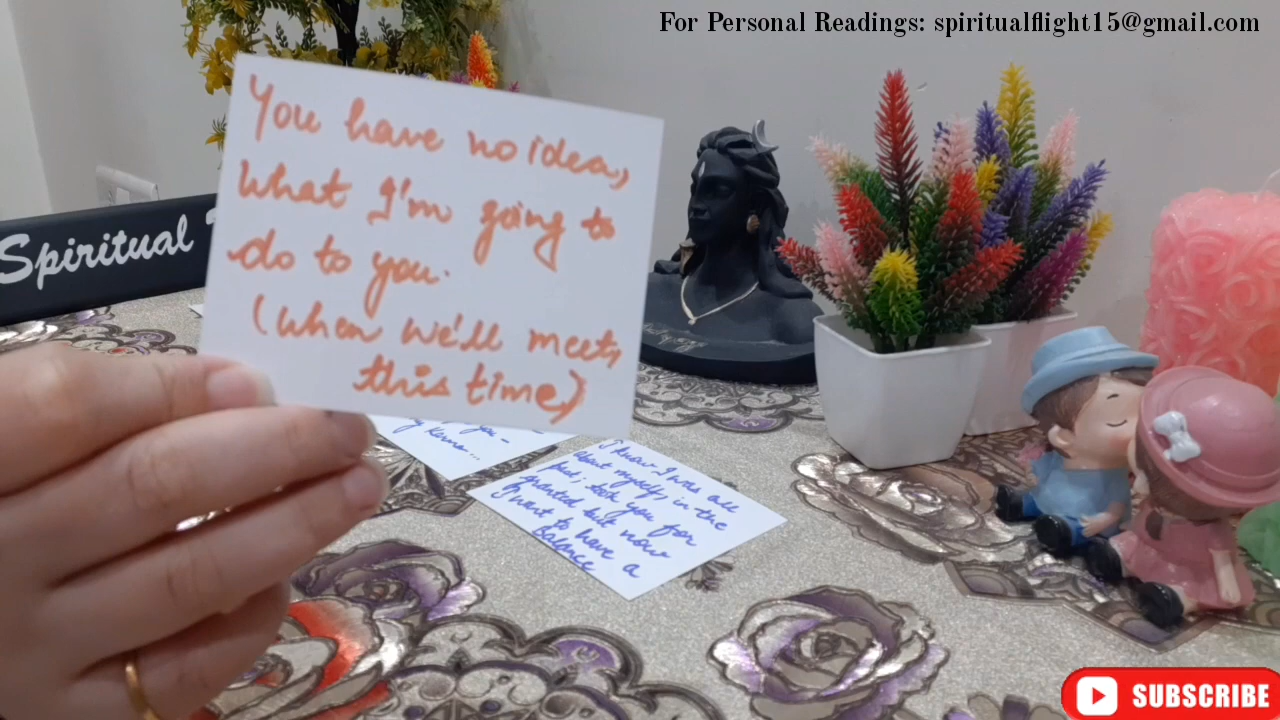 For Personal Readings: spiritualflight15@gmail.com
You have no idea,
What I'm going to
do to you.
(when we'll meet,
this time)
Spiritual
you -
Karma...
I know I was all
about myself, in the
past; took you for
granted but now
I want to have a
balance
SUBSCRIBE